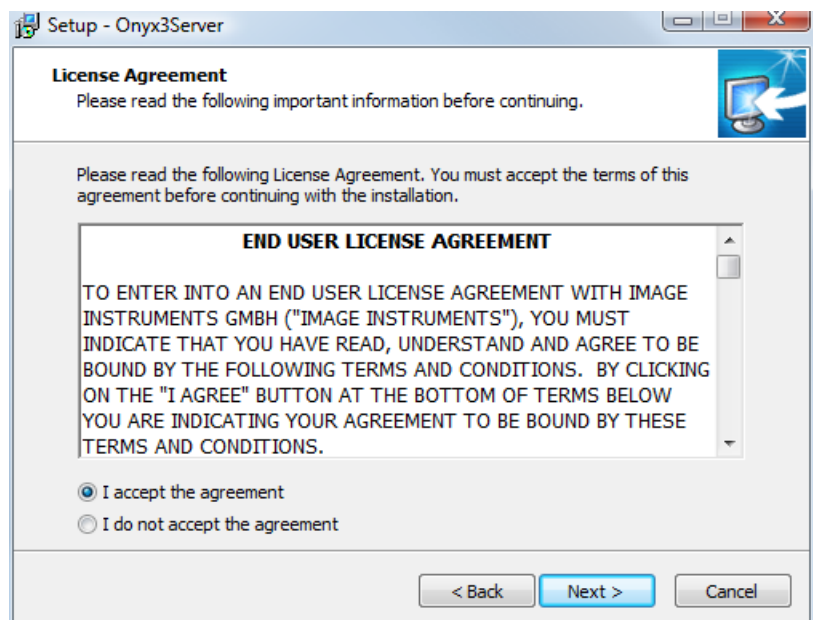 Setup - Onyx3Server
License Agreement
Please read the following important information before continuing.
Please read the following License Agreement. You must accept the terms of this
agreement before continuing with the installation.
END USER LICENSE AGREEMENT
TO ENTER INTO AN END USER LICENSE AGREEMENT WITH IMAGE
INSTRUMENTS GMBH ("IMAGE INSTRUMENTS"), YOU MUST
INDICATE THAT YOU HAVE READ, UNDERSTAND AND AGREE TO BE
BOUND BY THE FOLLOWING TERMS AND CONDITIONS.  BY CLICKING
ON THE "I AGREE" BUTTON AT THE BOTTOM OF TERMS BELOW
YOU ARE INDICATING YOUR AGREEMENT TO BE BOUND BY THESE
TERMS AND CONDITIONS.
I accept the agreement
I do not accept the agreement
< Back Next > Cancel